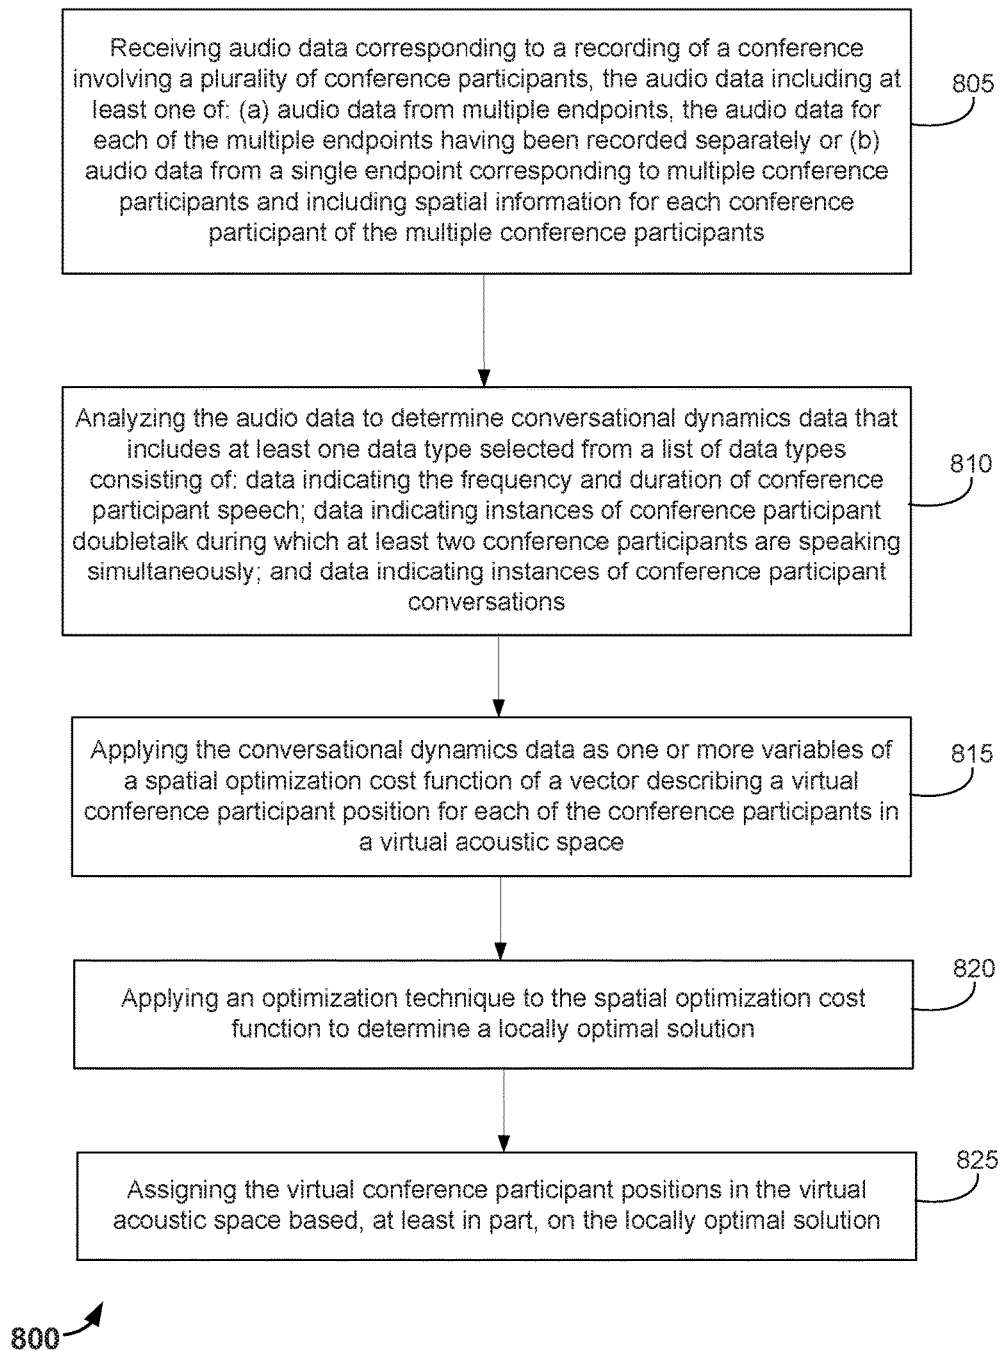 Receiving audio data corresponding to a recording of a conference
involving a plurality of conference participants, the audio data including at
least one of: (a) audio data from multiple endpoints, the audio data for
each of the multiple endpoints having been recorded separately or (b)
audio data from a single endpoint corresponding to multiple conference
participants and including spatial information for each conference
participant of the multiple conference participants
805
Analyzing the audio data to determine conversational dynamics data that
includes at least one data type selected from a list of data types
consisting of: data indicating the frequency and duration of conference
participant speech; data indicating instances of conference participant
doubletalk during which at least two conference participants are speaking
simultaneously; and data indicating instances of conference participant
conversations
810
Applying the conversational dynamics data as one or more variables of
a spatial optimization cost function of a vector describing a virtual
conference participant position for each of the conference participants in
a virtual acoustic space
815
Applying an optimization technique to the spatial optimization cost
function to determine a locally optimal solution
820
Assigning the virtual conference participant positions in the virtual
acoustic space based, at least in part, on the locally optimal solution
825
800